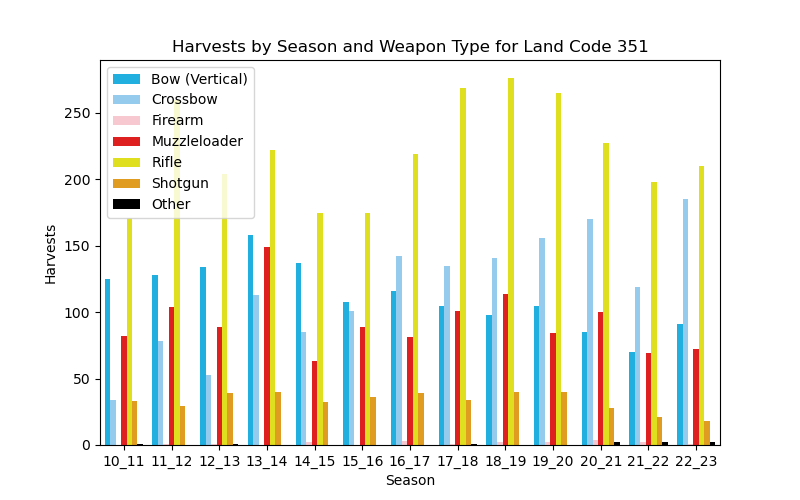 Harvests by Season and Weapon Type for Land Code 351
Bow (Vertical)
Crossbow
Firearm
Muzzleloader
Rifle
Shotgun
Other
250
200
150
100
50
0
Harvests
10_11 11_12 12_13 13_14 14_15 15_16 16_17 17_18 18_19 19_20 20_21 21_22 22_23
Season